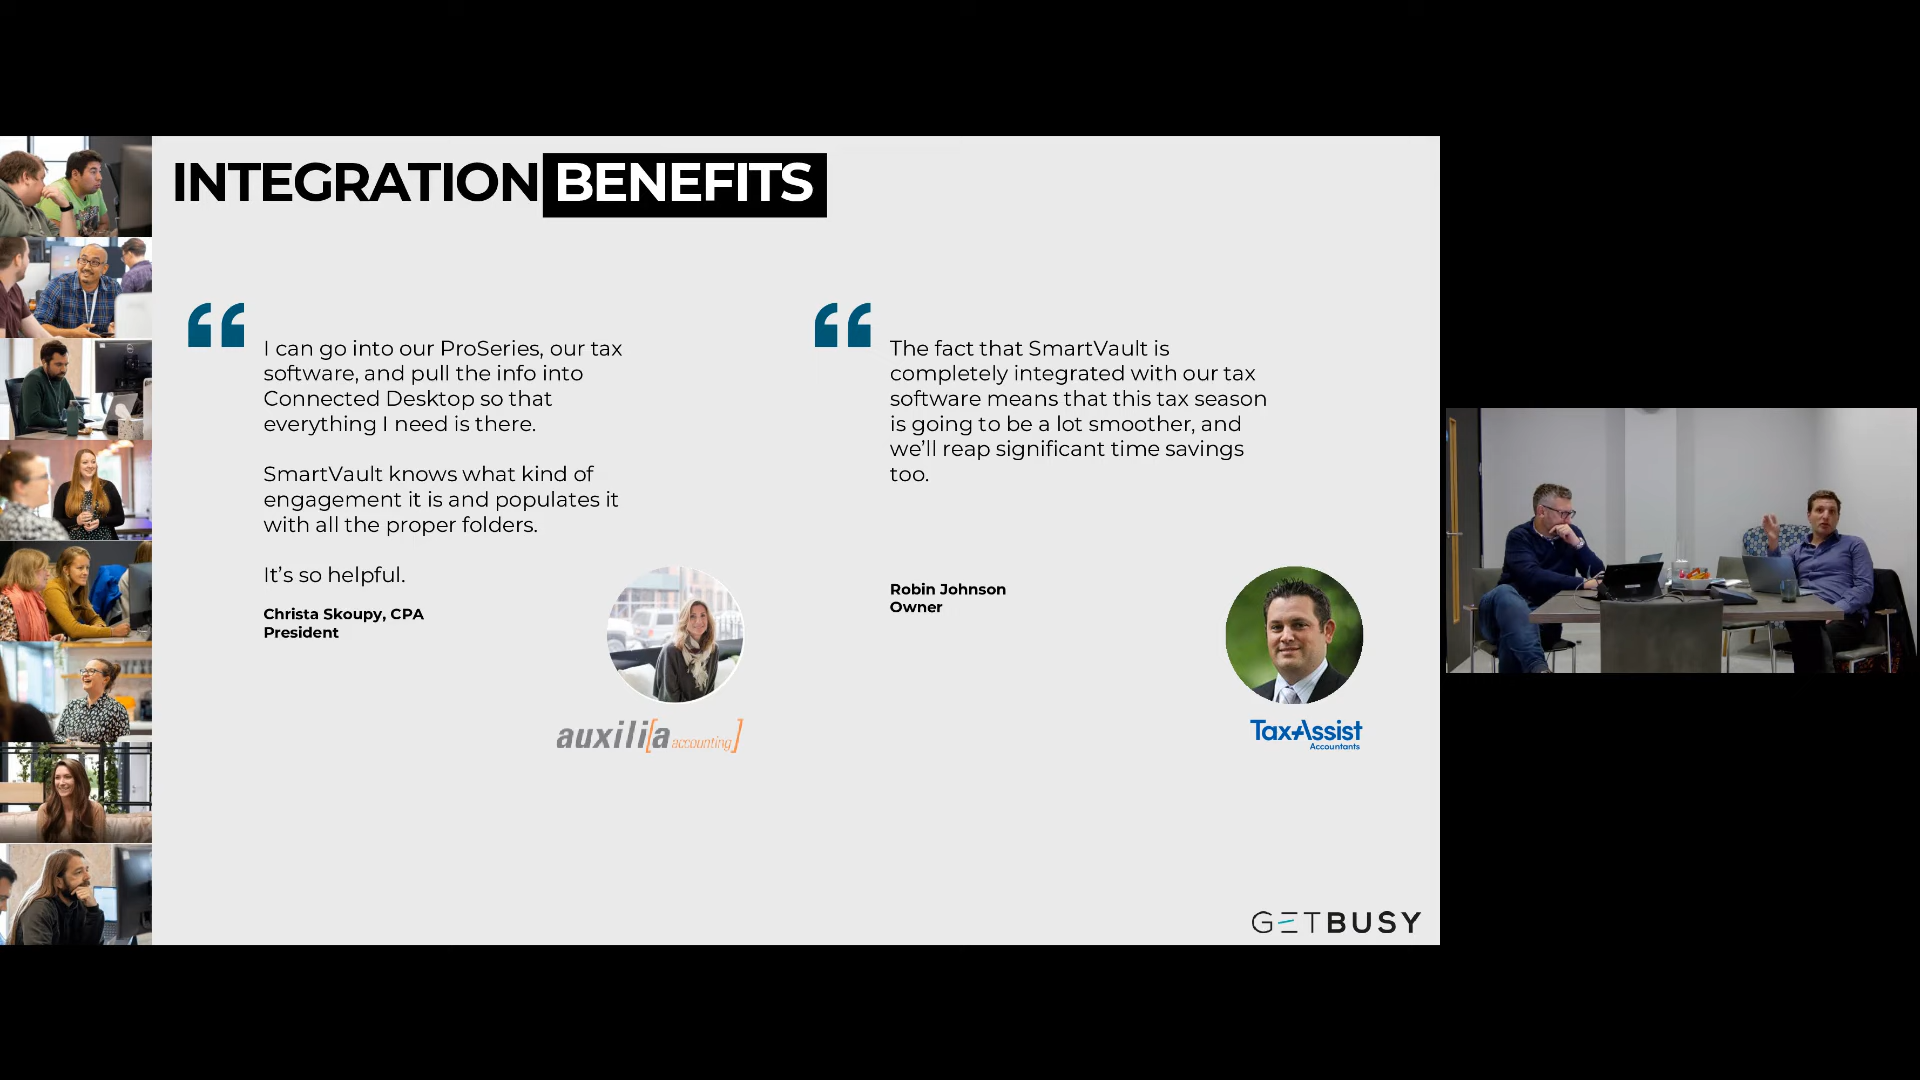 INTEGRATION BENEFITS
I can go into our ProSeries, our tax
software, and pull the info into
Connected Desktop so that
everything I need is there.
SmartVault knows what kind of
engagement it is and populates it
with all the proper folders.
It's so helpful.
Christa Skoupy, CPA
President
auxilia accounting
The fact that SmartVault is
completely integrated with our tax
software means that this tax season
is going to be a lot smoother, and
we'll reap significant time savings
too.
Robin Johnson
Owner
TaxAssist
Accountants
GETBUSY